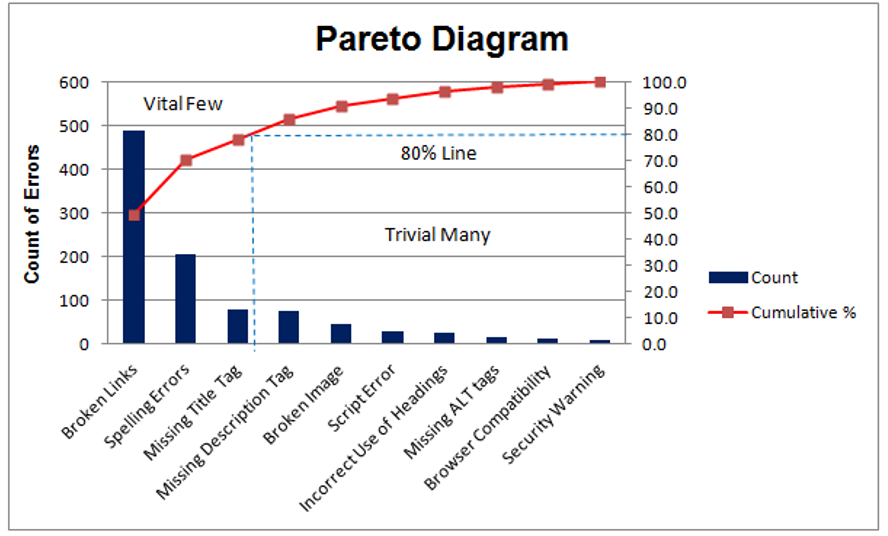 Pareto Diagram
Count of Errors
600
500
400
300
200
100
0
Vital Few
80% Line
Trivial Many
100.0
90.0
80.0
70.0
60.0
50.0
40.0
30.0
20.0
10.0
0.0
Count
Cumulative %
Broken Links
Spelling Errors
Missing Title Tag
Missing Description Tag
Broken Image
Script Error
Incorrect Use of Headings
Missing ALT tags
Browser Compatibility
Security Warning